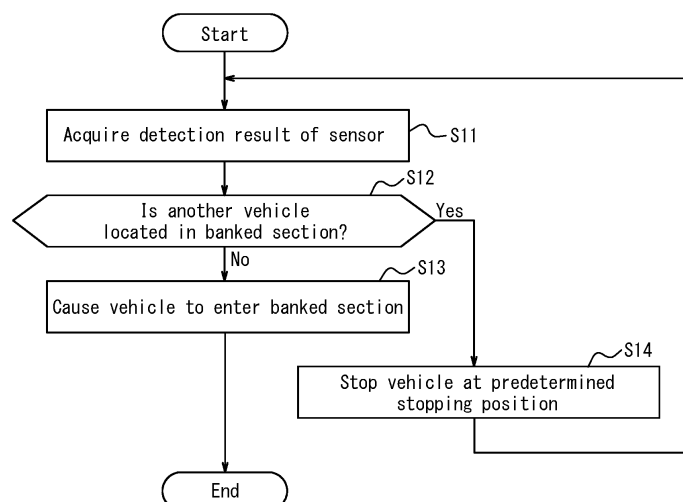 Start
Acquire detection result of sensor
S11
S12
Is another vehicle
located in banked section?
Yes
No
S13
Cause vehicle to enter banked section
S14
Stop vehicle at predetermined
stopping position
End